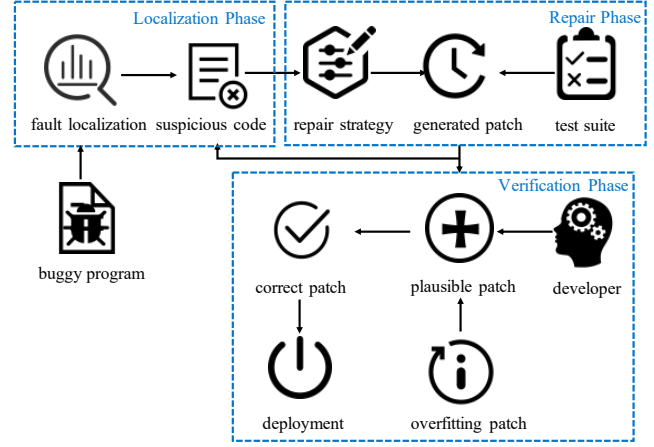 Localization Phase
Repair Phase
fault localization
suspicious code
repair strategy
generated patch
test suite
Verification Phase
buggy program
correct patch
plausible patch
developer
deployment
overfitting patch